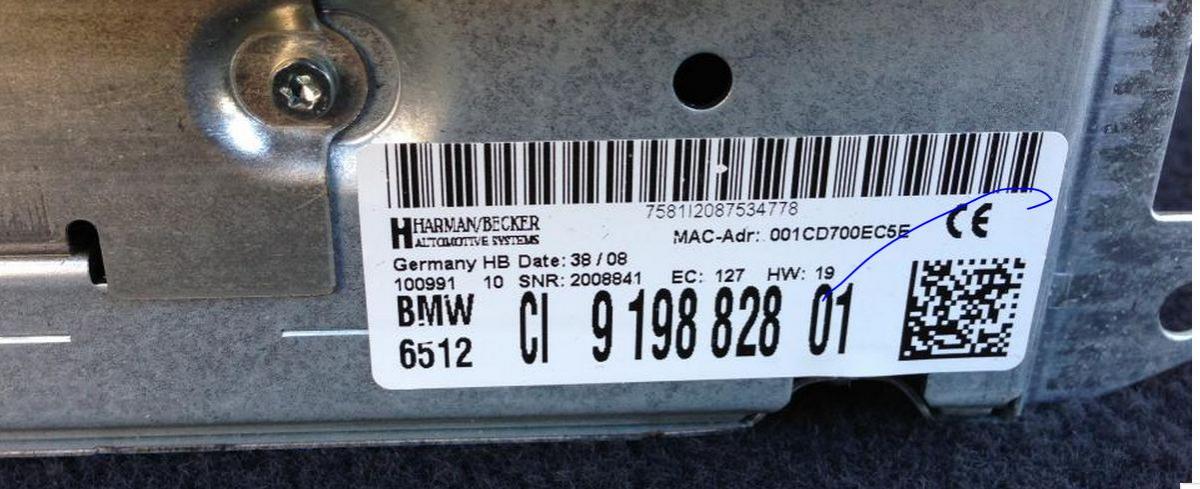 7581I2087534778
HARMAN/BECKER
AUTOMOTIVE SYSTEMS
MAC-Adr: 001CD700EC5E
CE
Germany HB Date: 38 / 08
100991 10 SNR: 2008841 EC: 127 HW: 19
BMW
6512
CI 9 198 828 01